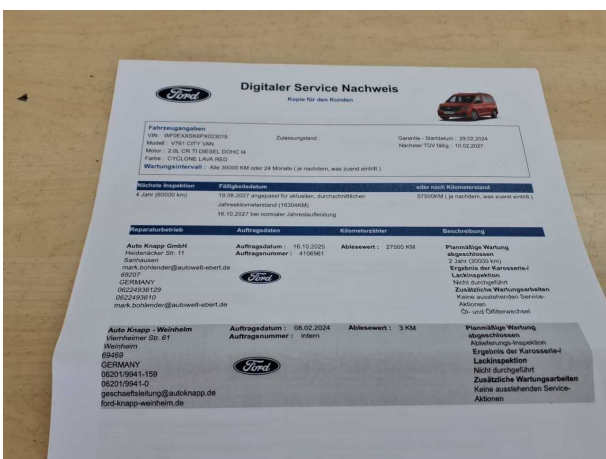 Ford
Digitaler Service Nachweis
Kopie für den Kunden
Fahrzeugangaben
VIN : WF0EXXSK6PX023015
Zulassungsland :
Garantie - Startdatum : 29.02.2024
Modell : V761 CITY VAN
Nächster TÜV fällig : 10.02.2027
Motor : 2.0L CR TI DIESEL DOHC I4
Farbe : CYCLONE LAVA RED
Wartungsintervall : Alle 30000 KM oder 24 Monate ( je nachdem, was zuerst eintritt )
Nächste Inspektion Fälligkeitsdatum oder nach Kilometerstand
4 Jahr (60000 km) 19.08.2027 angepasst für aktuellen, durchschnittlichen 57500KM ( je nachdem, was zuerst eintritt )
Jahreskilometerstand (16304KM)
16.10.2027 bei normaler Jahreslaufleistung
Reparaturbetrieb Auftragsdaten Kilometerzähler Beschreibung
Auto Knapp GmbH Auftragsdatum : 16.10.2025 Ablesewert : 27500 KM Planmäßige Wartung
Heidenäcker Str. 11 Auftragsnummer : 4106961 abgeschlossen
Sanhausen 2 Jahr (30000 km)
mark.bohlender@autowelt-ebert.de Ergebnis der Karosserie-/
69207 Lackinspektion
GERMANY Ford Nicht durchgeführt
06224936129 Zusätzliche Wartungsarbeiten
0622493610 Keine ausstehenden Service-
mark.bohlender@autowelt-ebert.de Aktionen
Öl- und Ölfilterwechsel
Auto Knapp - Weinheim Auftragsdatum : 08.02.2024 Ablesewert : 3 KM Planmäßige Wartung
Viernheimer Str. 61 Auftragsnummer : Intern abgeschlossen
Weinheim Ablieferungs-Inspektion
69469 Ergebnis der Karosserie-/
GERMANY Ford Lackinspektion
06201/9941-159 Nicht durchgeführt
06201/9941-0 Zusätzliche Wartungsarbeiten
geschaeftsleitung@autoknapp.de Keine ausstehenden Service-
ford-knapp-weinheim.de Aktionen